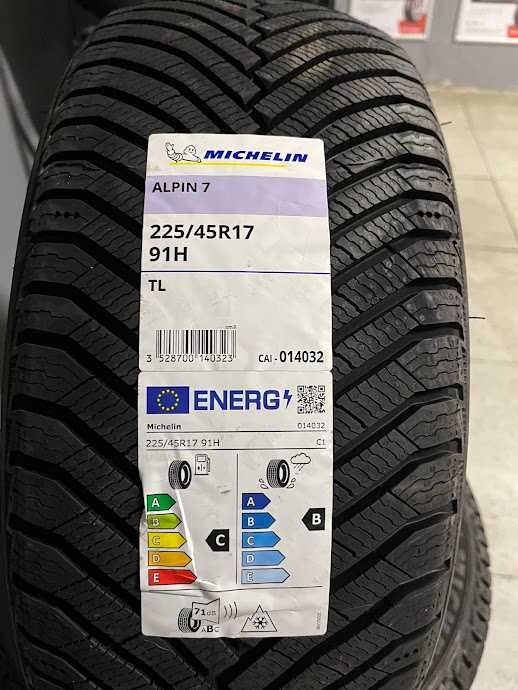 MICHELIN
ALPIN 7
225/45R17
91H
TL
3 528700 140323
CAI - 014032
ENERG
Michelin
014032
225/45R17 91H
C1
A
B
C
D
E
C
A
B
C
D
E
B
71dB
ABC